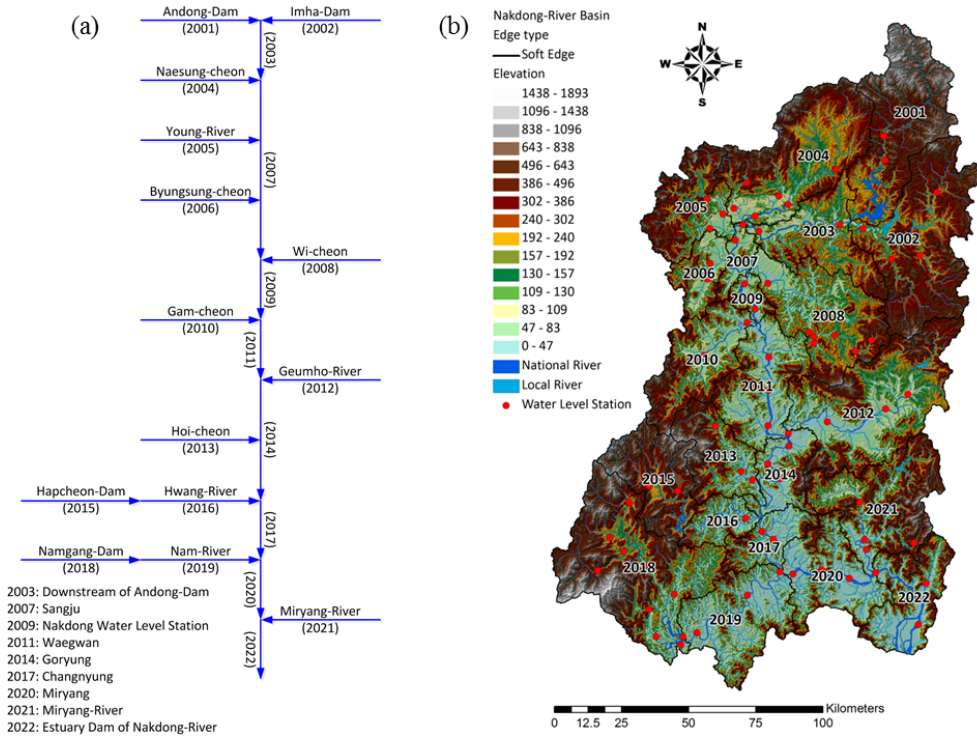 (a)
Andong-Dam
(2001)
Imha-Dam
(2002)
(2003)
Naesung-cheon
(2004)
Young-River
(2005)
(2007)
Byungsung-cheon
(2006)
Wi-cheon
(2008)
(2009)
Gam-cheon
(2010)
(2011)
Geumho-River
(2012)
Hoi-cheon
(2013)
(2014)
Hapcheon-Dam
(2015)
Hwang-River
(2016)
(2017)
Namgang-Dam
(2018)
Nam-River
(2019)
(2020)
Miryang-River
(2021)
(2022)
2003: Downstream of Andong-Dam
2007: Sangju
2009: Nakdong Water Level Station
2011: Waegwan
2014: Goryung
2017: Changnyung
2020: Miryang
2021: Miryang-River
2022: Estuary Dam of Nakdong-River
(b)
Nakdong-River Basin
Edge type
Soft Edge
Elevation
1438 - 1893
1096 - 1438
838 - 1096
643 - 838
496 - 643
386 - 496
302 - 386
240 - 302
192 - 240
157 - 192
130 - 157
109 - 130
83 - 109
47 - 83
0 - 47
National River
Local River
Water Level Station
N
W E
S
2001
2004
2005
2003
2002
2007
2006
2009
2008
2010
2011
2012
2013
2014
2015
2016
2021
2017
2018
2020
2022
2019
Kilometers
0 12.5 25 50 75 100